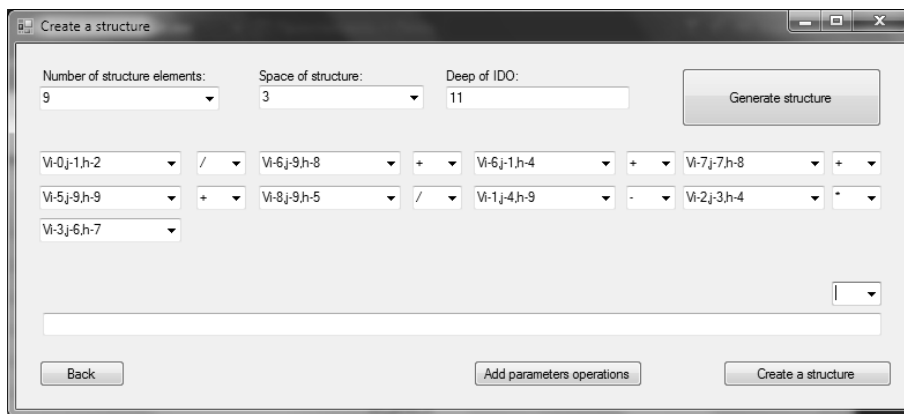 Create a structure
Number of structure elements: Space of structure: Deep of IDO:
9 3 11 Generate structure
Vi-0,j-1,h-2 / Vi-6,j-9,h-8 + Vi-6,j-1,h-4 + Vi-7,j-7,h-8 +
Vi-5,j-9,h-9 + Vi-8,j-9,h-5 / Vi-1,j-4,h-9 - Vi-2,j-3,h-4 *
Vi-3,j-6,h-7
Back Add parameters operations Create a structure